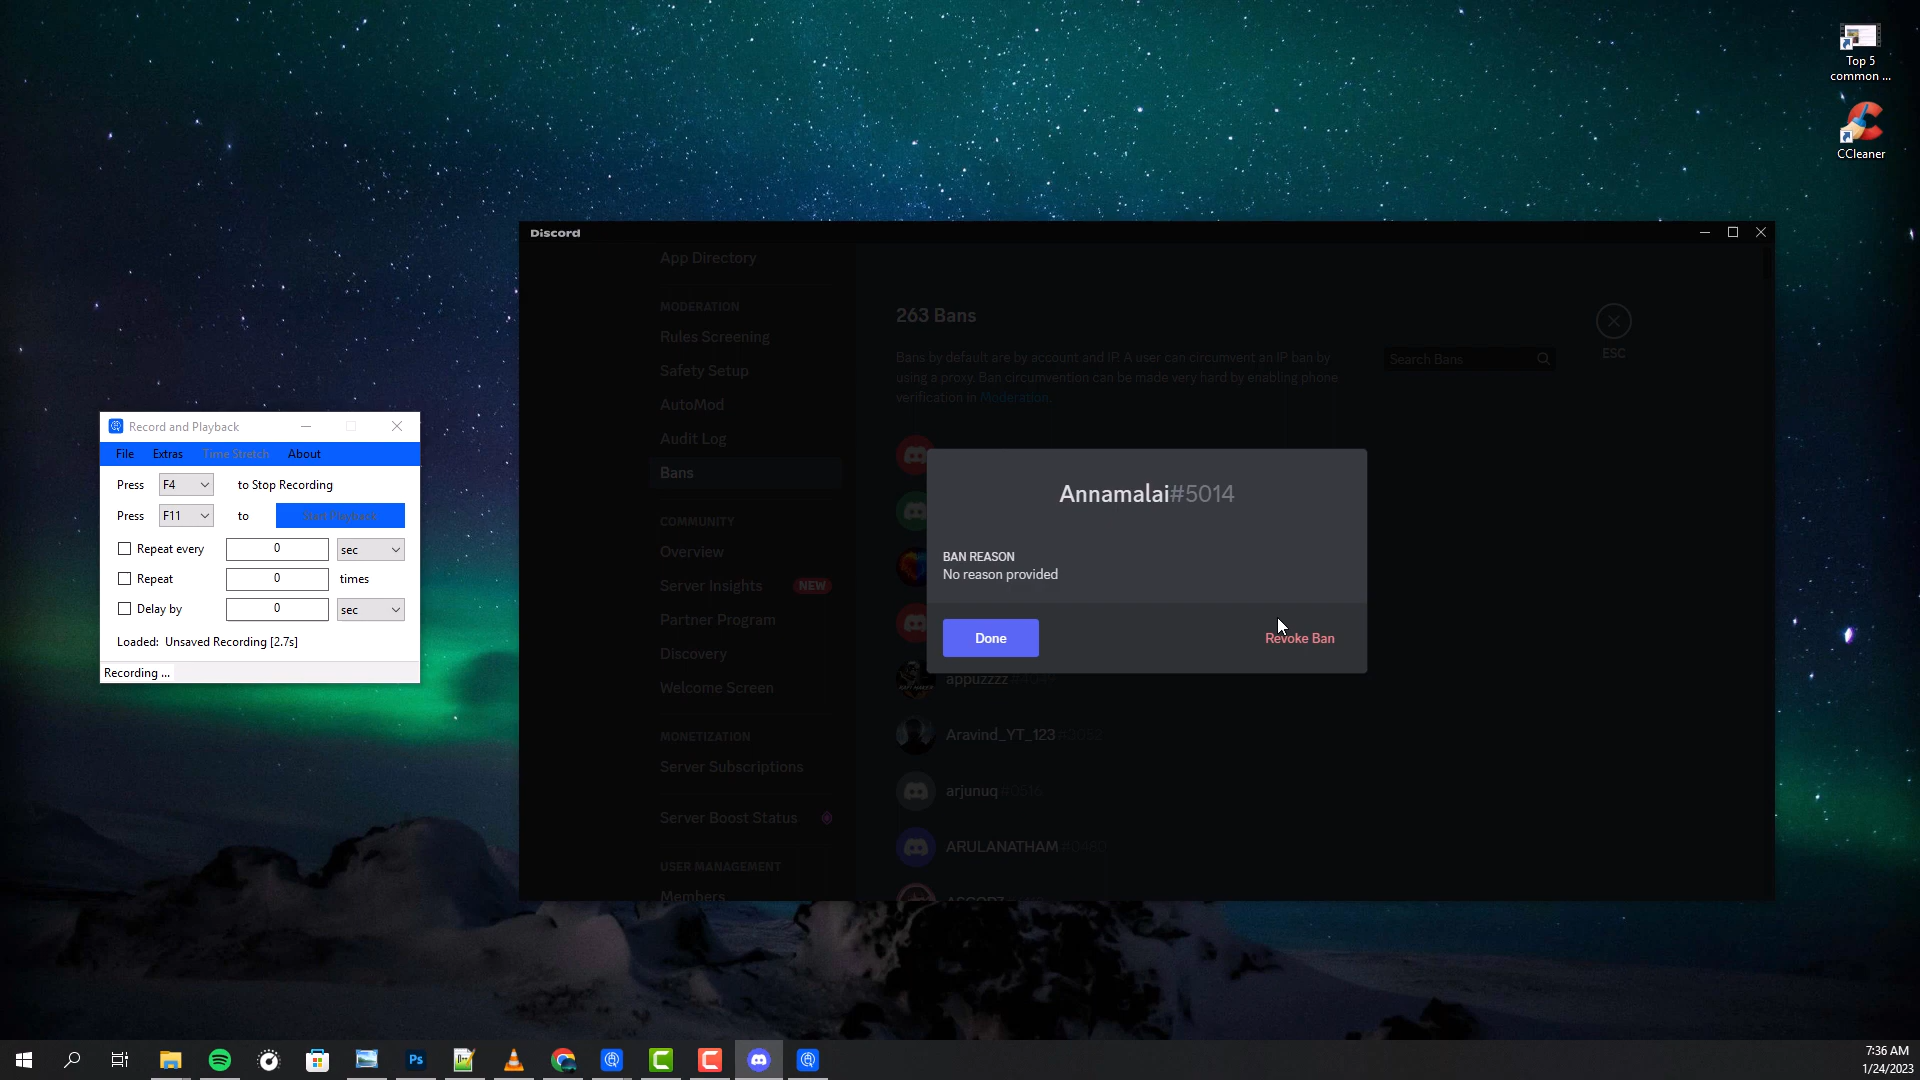 Top 5
common ...
CCleaner
Discord
App Directory
MODERATION
Rules Screening
Safety Setup
AutoMod
Audit Log
Bans
COMMUNITY
Overview
Server Insights NEW
Partner Program
Discovery
Welcome Screen
MONETIZATION
Server Subscriptions
Server Boost Status
USER MANAGEMENT
Members
263 Bans
Bans by default are by account and IP. A user can circumvent an IP ban by
using a proxy. Ban circumvention can be made very hard by enabling phone
verification in Moderation.
Search Bans
ESC
Annamalai#5014
BAN REASON
No reason provided
Done
Revoke Ban
appuzzzz
Aravind_YT_123
arjunuq
ARULANATHAM
Record and Playback
File Extras Time Stretch About
Press F4 to Stop Recording
Press F11 to Start Playback
Repeat every 0 sec
Repeat 0 times
Delay by 0 sec
Loaded: Unsaved Recording [2.7s]
Recording ...
Ps
7:36 AM
1/24/2023